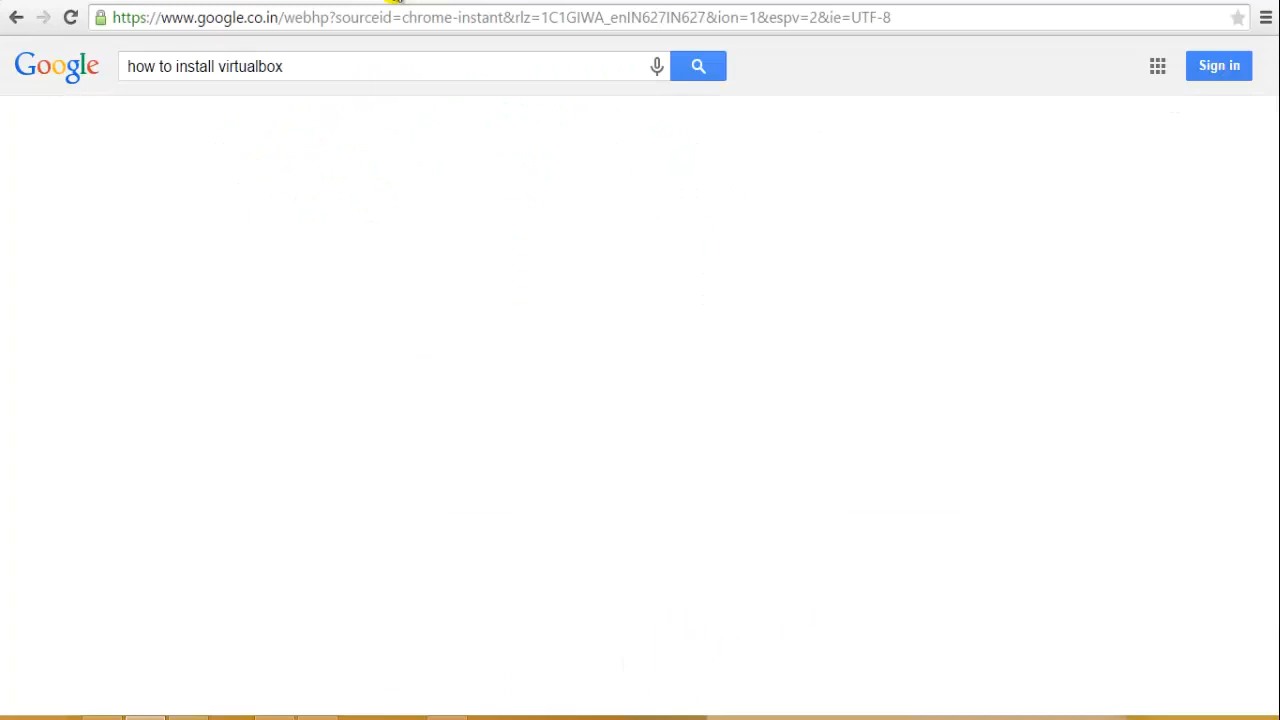 https://www.google.co.in/webhp?sourceid=chrome-instant&rlz=1C1GIWA_enIN627IN627&ion=1&espv=2&ie=UTF-8
Google how to install virtualbox Sign in